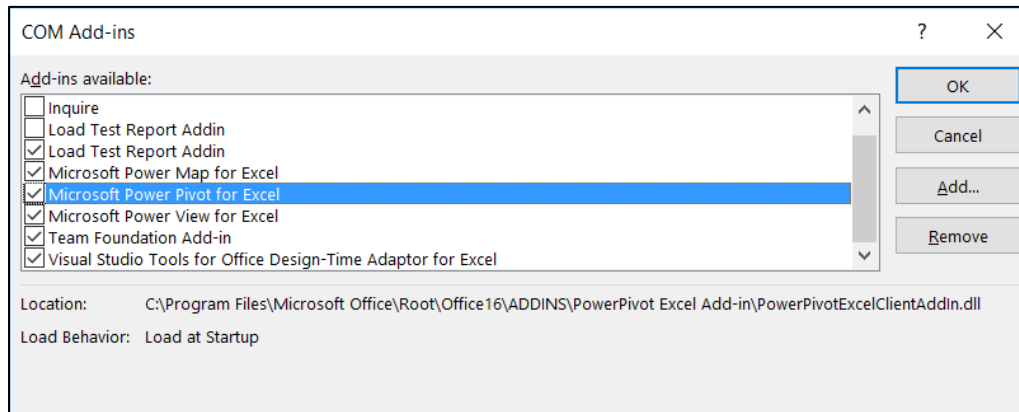 COM Add-ins
?
Add-ins available:
Inquire
Load Test Report Addin
Load Test Report Addin
Microsoft Power Map for Excel
Microsoft Power Pivot for Excel
Microsoft Power View for Excel
Team Foundation Add-in
Visual Studio Tools for Office Design-Time Adaptor for Excel
OK
Cancel
Add...
Remove
Location: C:\Program Files\Microsoft Office\Root\Office16\ADDINS\PowerPivot Excel Add-in\PowerPivotExcelClientAddIn.dll
Load Behavior: Load at Startup